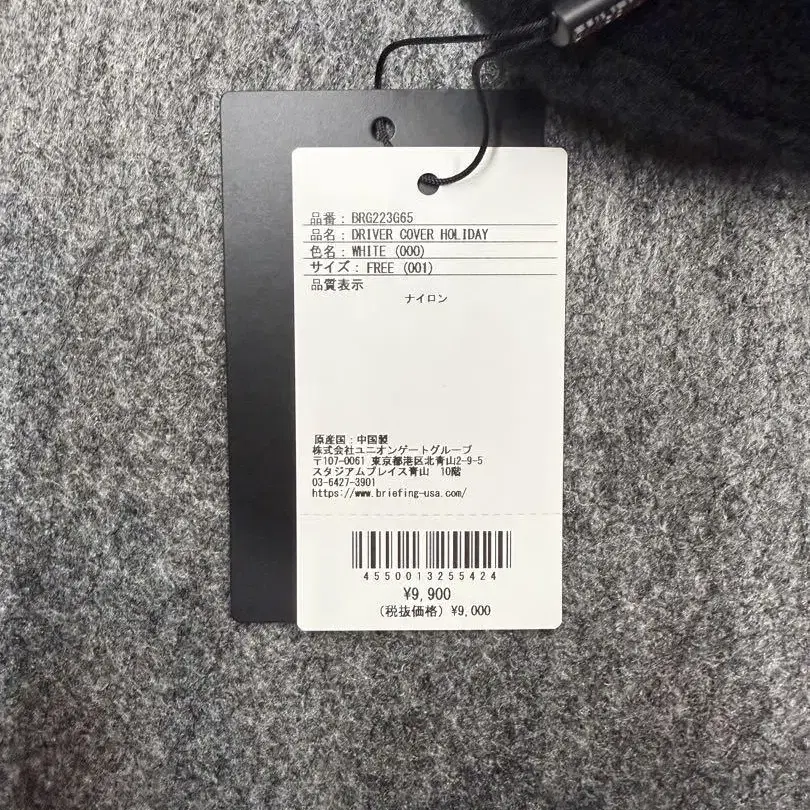 品番：BRG223G65
品名：DRIVER COVER HOLIDAY
色名：WHITE (000)
サイズ：FREE (001)
品質表示
ナイロン
原産国：中国製
株式会社ユニオンゲートグループ
〒107-0061 東京都港区北青山2-9-5
スタジアムプレイス青山 10階
03-6427-3901
https://www.briefing-usa.com/
4550013255424
¥9,900
(税抜価格) ¥9,000